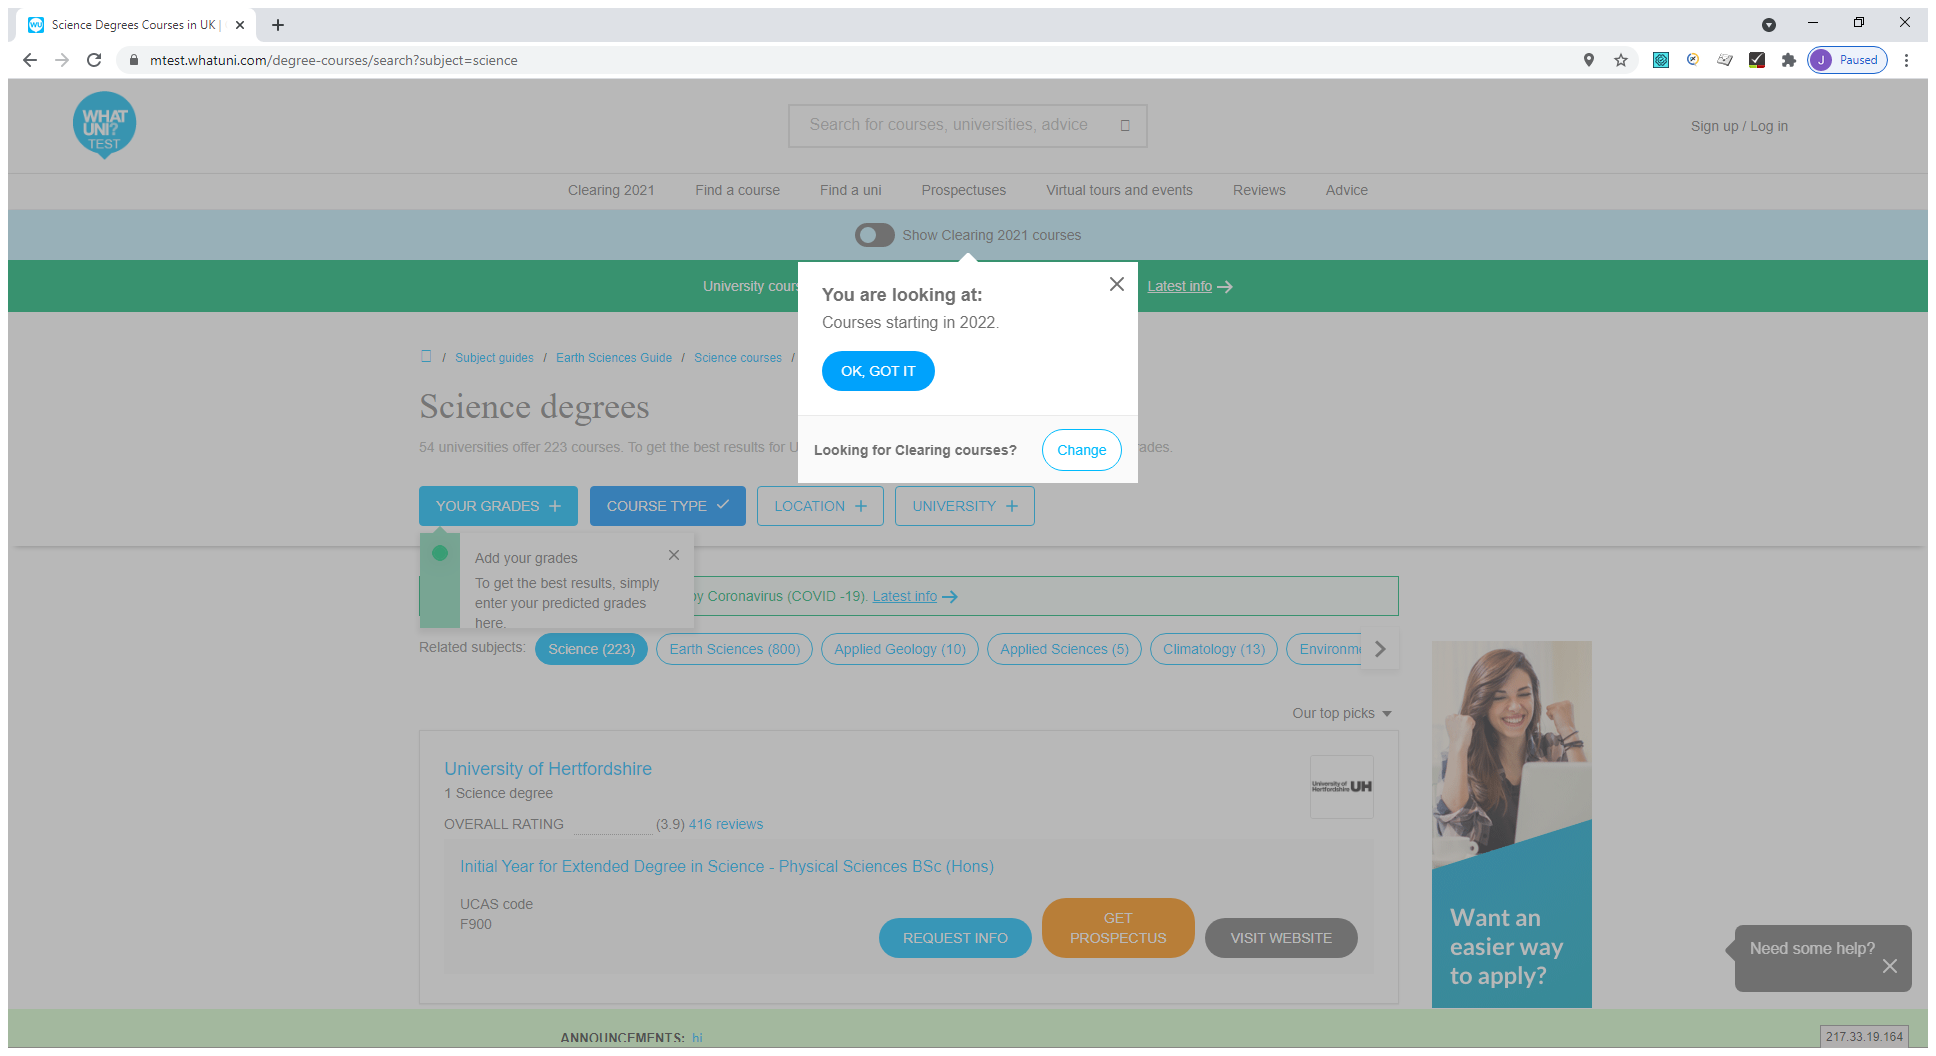 Science Degrees Courses in UK |
mtest.whatuni.com/degree-courses/search?subject=science
J Paused
WHAT
UNI?
TEST
Search for courses, universities, advice
Sign up / Log in
Clearing 2021 Find a course Find a uni Prospectuses Virtual tours and events Reviews Advice
Show Clearing 2021 courses
University cours Latest info
You are looking at:
Courses starting in 2022.
OK, GOT IT
Looking for Clearing courses? Change
/ Subject guides / Earth Sciences Guide / Science courses /
Science degrees
54 universities offer 223 courses. To get the best results for U ades.
YOUR GRADES COURSE TYPE LOCATION UNIVERSITY
Add your grades
To get the best results, simply
enter your predicted grades
here.
by Coronavirus (COVID -19). Latest info
Related subjects: Science (223) Earth Sciences (800) Applied Geology (10) Applied Sciences (5) Climatology (13) Environme
Our top picks
University of Hertfordshire
University of Hertfordshire UH
1 Science degree
OVERALL RATING (3.9) 416 reviews
Initial Year for Extended Degree in Science - Physical Sciences BSc (Hons)
UCAS code
F900
REQUEST INFO
GET
PROSPECTUS
VISIT WEBSITE
Want an
easier way
to apply?
Need some help?
ANNOUNCEMENTS: hi
217.33.19.164